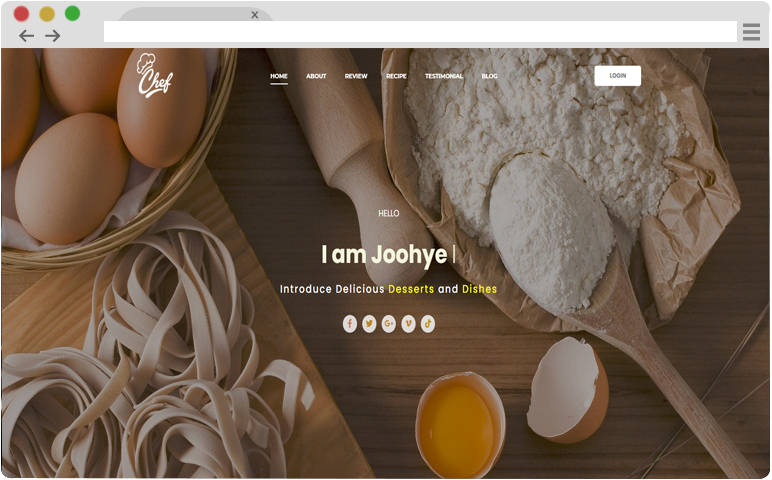 x
Chef
HOME ABOUT REVIEW RECIPE TESTIMONIAL BLOG LOGIN
HELLO
I am Joohye |
Introduce Delicious Desserts and Dishes
f G+ V